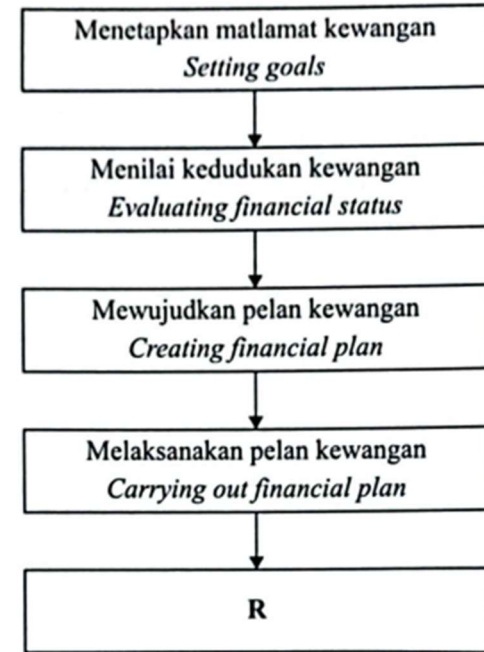 Menetapkan matlamat kewangan
Setting goals
Menilai kedudukan kewangan
Evaluating financial status
Mewujudkan pelan kewangan
Creating financial plan
Melaksanakan pelan kewangan
Carrying out financial plan
R